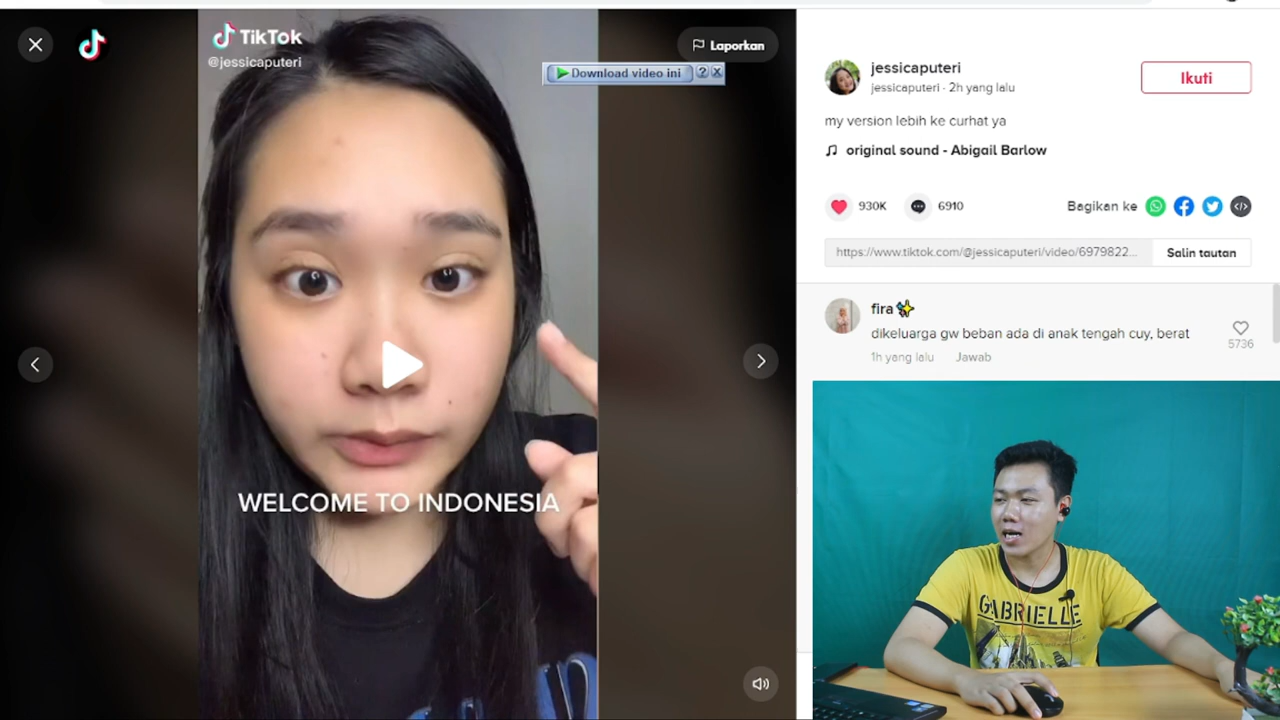 TikTok
@jessicaputeri
Laporkan
Download video ini
WELCOME TO INDONESIA
jessicaputeri
jessicaputeri · 2h yang lalu
Ikuti
my version lebih ke curhat ya
original sound - Abigail Barlow
930K
6910
Bagikan ke
https://www.tiktok.com/@jessicaputeri/video/6979822...
Salin tautan
fira
dikeluarga gw beban ada di anak tengah cuy, berat
5736
1h yang lalu
Jawab
GABRIELLE